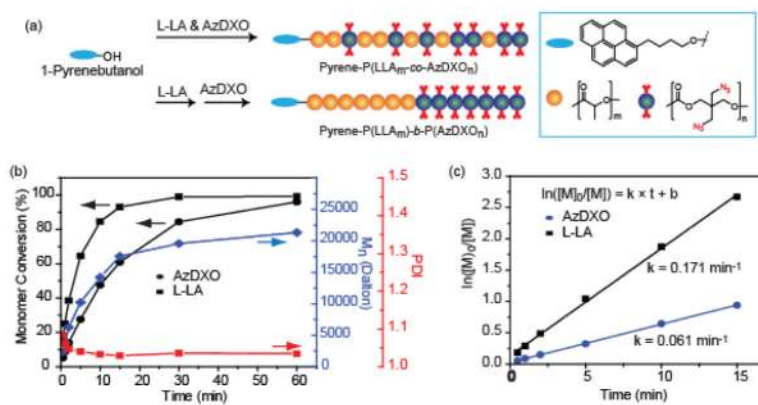 (a)
OH
1-Pyrenebutanol
L-LA & AzDXO
Pyrene-P(LLAm-co-AzDXOn)
L-LA AzDXO
Pyrene-P(LLAm)-b-P(AzDXOn)
O
O
O
m
O
O
O
N3
N3
n
(b)
Monomer Conversion (%)
100
80
60
40
20
0
AzDXO
L-LA
0 10 20 30 40 50 60
Time (min)
25000
20000
15000
10000
5000
0
Mn (Dalton)
1.5
1.4
1.3
1.2
1.1
1.0
PDI
(c)
ln([M]0/[M])
3.0
2.5
2.0
1.5
1.0
0.5
0.0
ln([M]0/[M]) = k × t + b
AzDXO
L-LA
k = 0.171 min-1
k = 0.061 min-1
0 5 10 15
Time (min)